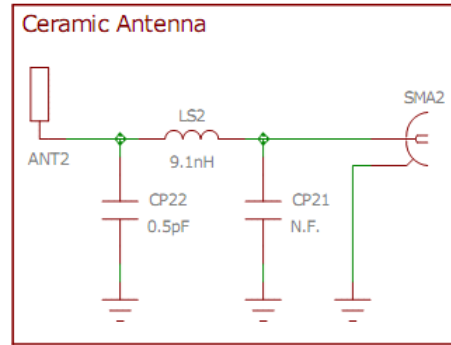 Ceramic Antenna
LS2
SMA2
ANT2
9.1nH
CP22
0.5pF
CP21
N.F.